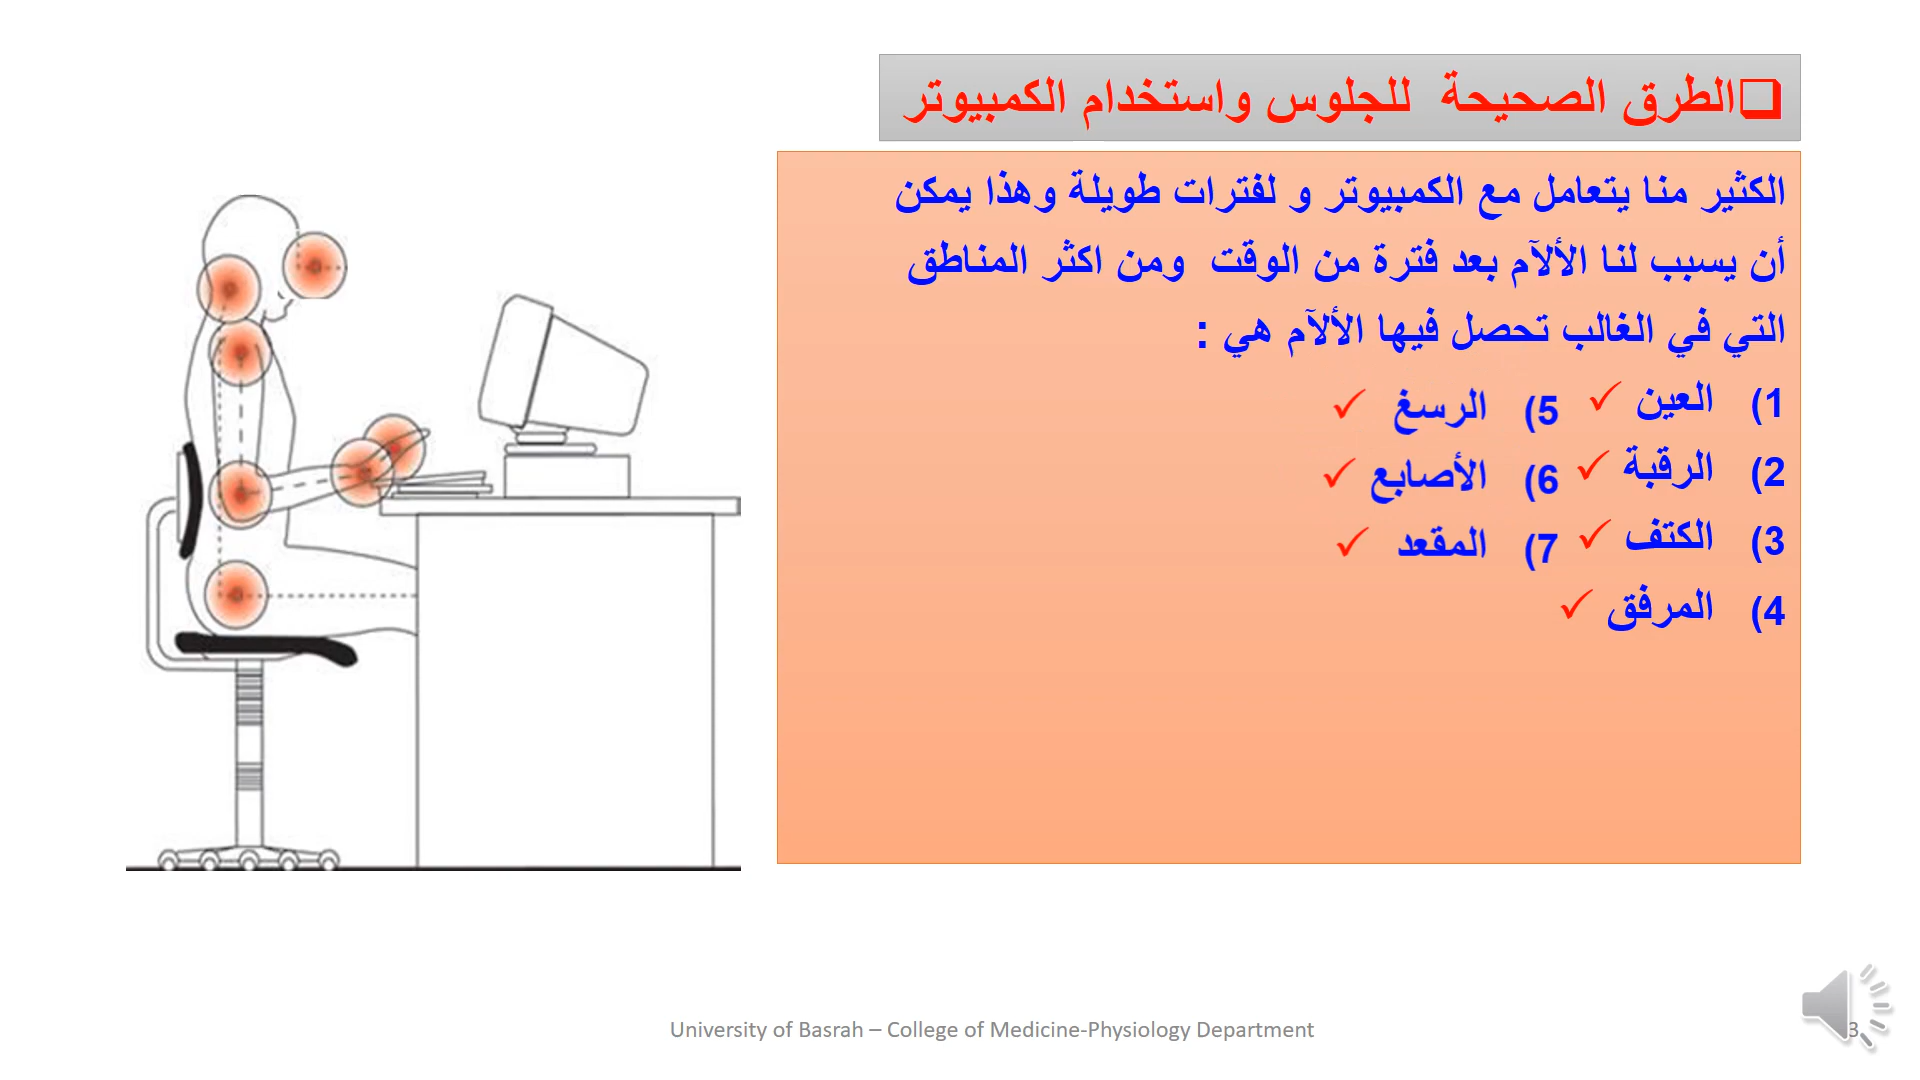 الطرق الصحيحة للجلوس واستخدام الكمبيوتر
الكثير منا يتعامل مع الكمبيوتر و لفترات طويلة وهذا يمكن
أن يسبب لنا الألآم بعد فترة من الوقت ومن اكثر المناطق
التي في الغالب تحصل فيها الألآم هي :
1) العين ✓
2) الرقبة ✓
3) الكتف ✓
4) المرفق ✓
5) الرسغ ✓
6) الأصابع ✓
7) المقعد ✓
University of Basrah – College of Medicine-Physiology Department
3